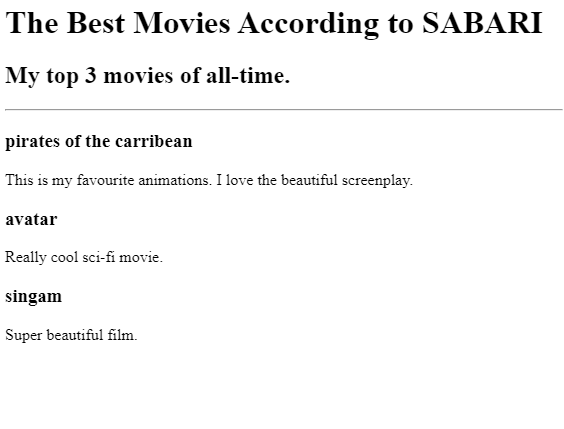 The Best Movies According to SABARI
My top 3 movies of all-time.
pirates of the carribean
This is my favourite animations. I love the beautiful screenplay.
avatar
Really cool sci-fi movie.
singam
Super beautiful film.